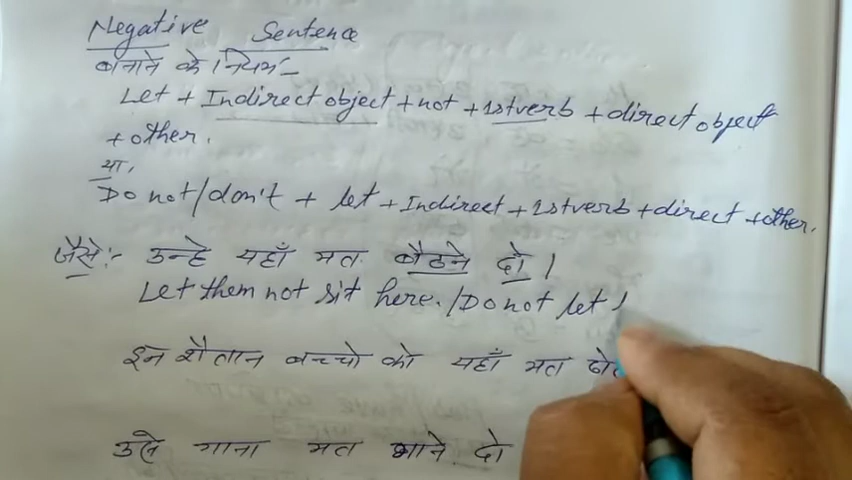 Negative Sentence
बनाने के नियम:-
Let + Indirect object + not + 1st verb + direct object
+ other.
या,
Do not/don't + let + Indirect + 1st verb + direct + other.
जैसे:- उन्हे यहाँ मत बैठने दो।
Let them not sit here. / Do not let
इन शैतान बच्चो को यहाँ मत
उसे गाना मत गाने दो